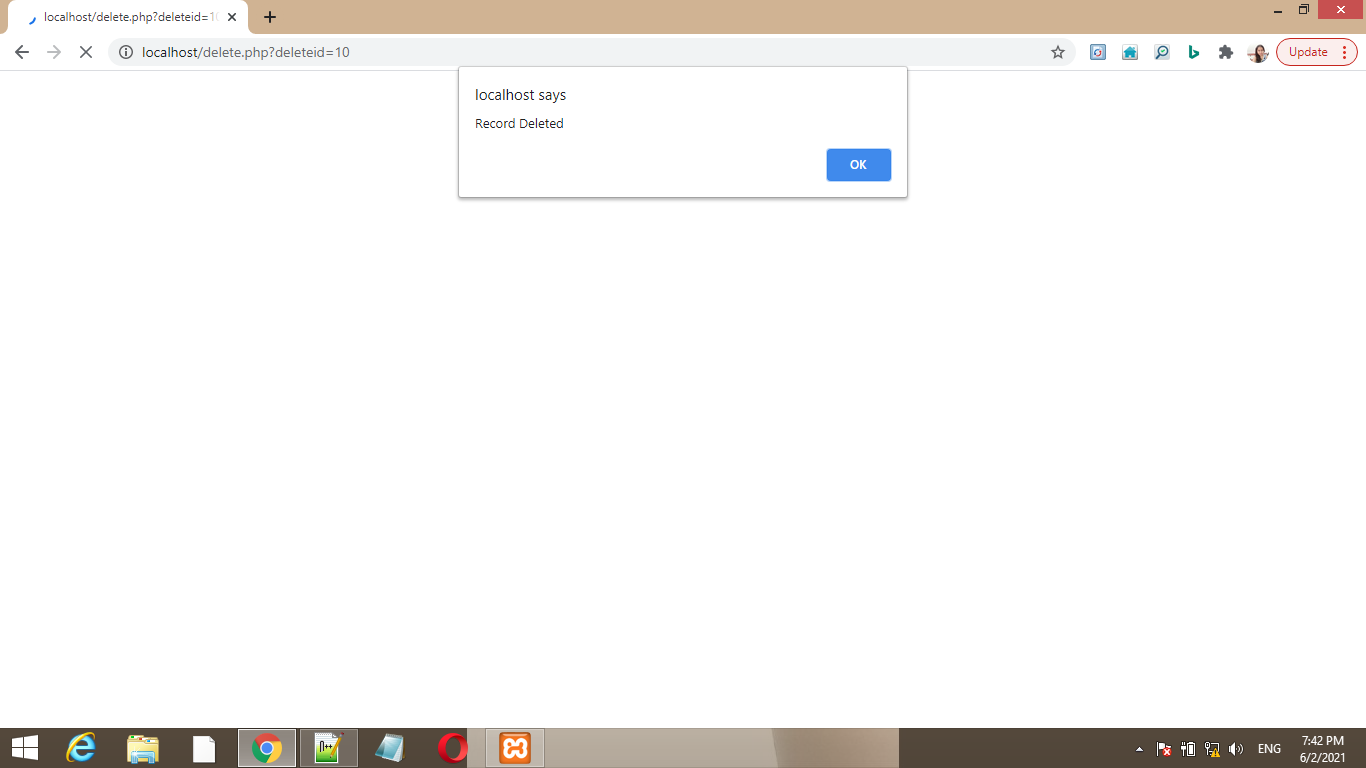 localhost/delete.php?deleteid=10
localhost/delete.php?deleteid=10
Update
localhost says
Record Deleted
OK
ENG
7:42 PM
6/2/2021